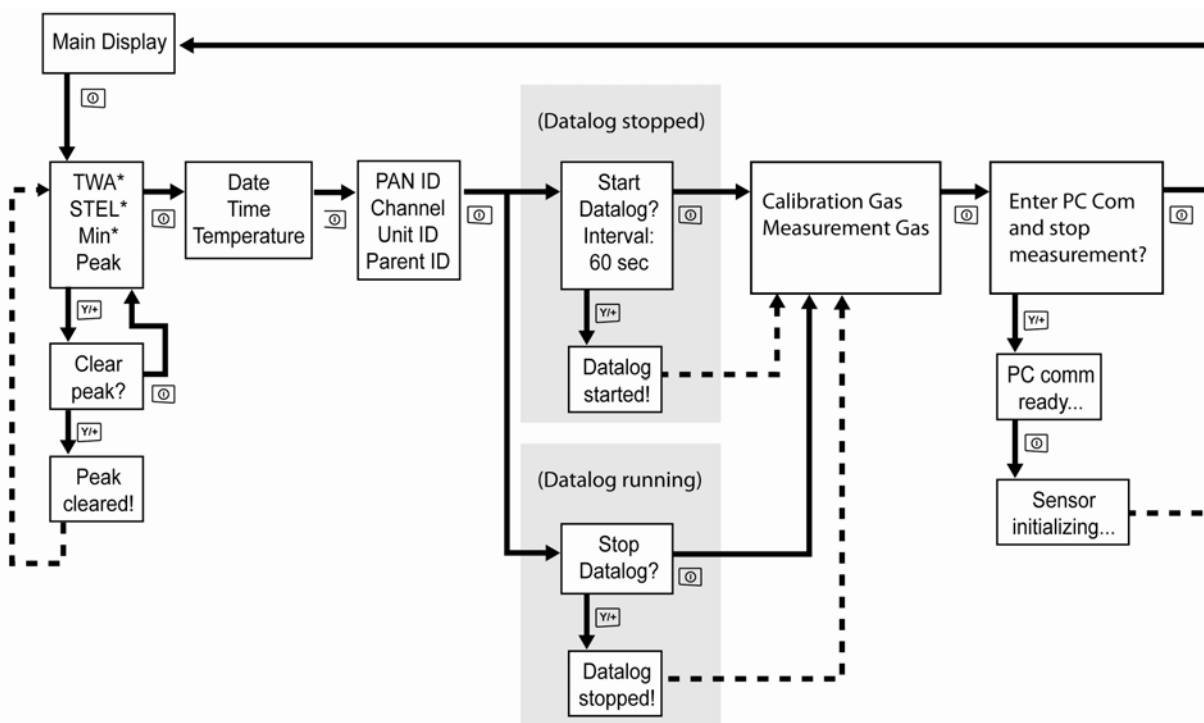 Main Display
TWA*
STEL*
Min*
Peak
Y/+
Clear
peak?
Y/+
Peak
cleared!
Date
Time
Temperature
PAN ID
Channel
Unit ID
Parent ID
(Datalog stopped)
Start
Datalog?
Interval:
60 sec
Y/+
Datalog
started!
(Datalog running)
Stop
Datalog?
Y/+
Datalog
stopped!
Calibration Gas
Measurement Gas
Enter PC Com
and stop
measurement?
Y/+
PC comm
ready...
Sensor
initializing...